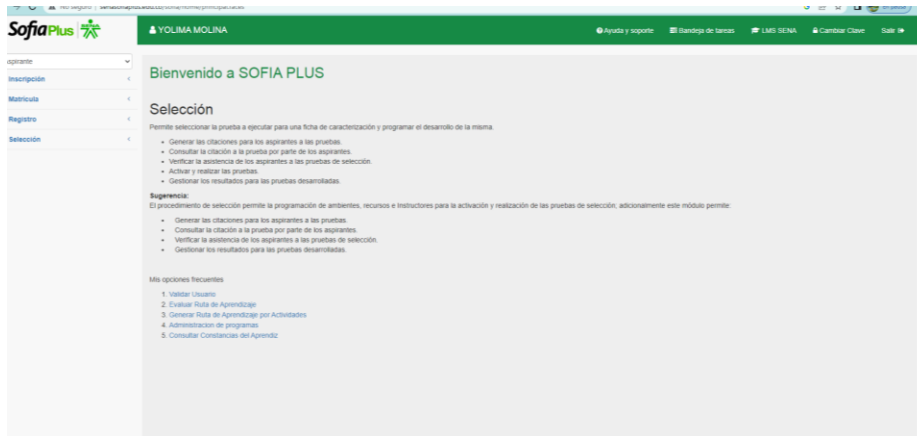 No seguro
SofiaPlus
YOLIMA MOLINA
Ayuda y soporte
Bandeja de tareas
LMS SENA
Cambiar Clave
Salir
Inscripción
Matricula
Registro
Selección
Bienvenido a SOFIA PLUS
Selección
Permite seleccionar la prueba a ejecutar para una ficha de caracterización y programar el desarrollo de la misma.
• Generar las citaciones para los aspirantes a las pruebas.
• Consultar la citación a la prueba por parte de los aspirantes.
• Verificar la asistencia de los aspirantes a las pruebas de selección.
• Activar y realizar las pruebas.
• Gestionar los resultados para las pruebas desarrolladas.
Sugerencia:
El procedimiento de selección permite la programación de ambientes, recursos e Instructores para la activación y realización de las pruebas de selección; adicionalmente este módulo permite:
• Generar las citaciones para los aspirantes a las pruebas.
• Consultar la citación a la prueba por parte de los aspirantes.
• Verificar la asistencia de los aspirantes a las pruebas de selección.
• Gestionar los resultados para las pruebas desarrolladas.
Mis opciones frecuentes
1. Validar Usuario
2. Evaluar Ruta de Aprendizaje
3. Generar Ruta de Aprendizaje por Actividades
4. Administracion de programas
5. Consultar Constancias del Aprendiz